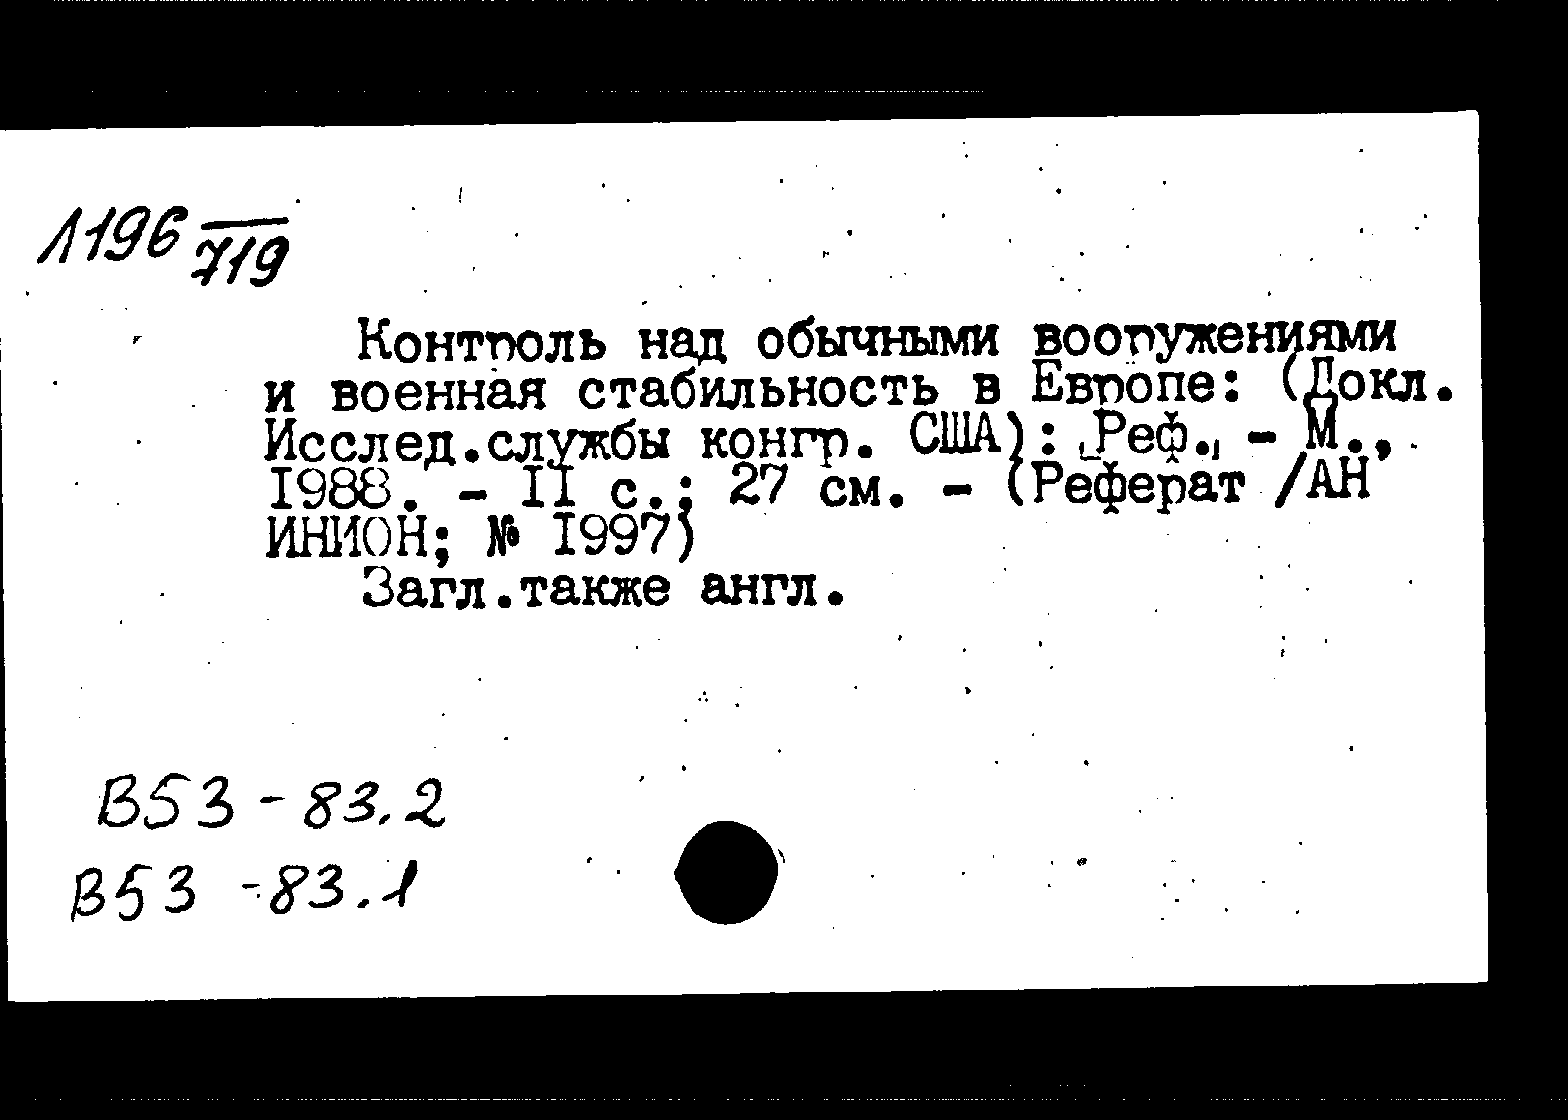 Л196 719
Контроль над обычными вооружениями
и военная стабильность в Европе: (Докл.
Исслед.службы конгр. США): [Реф.] - М.,
1988. - 11 с.; 27 см. - (Реферат /АН
ИНИОН; № 1997)
Загл.также англ.
В53-83.2
В53-83.1